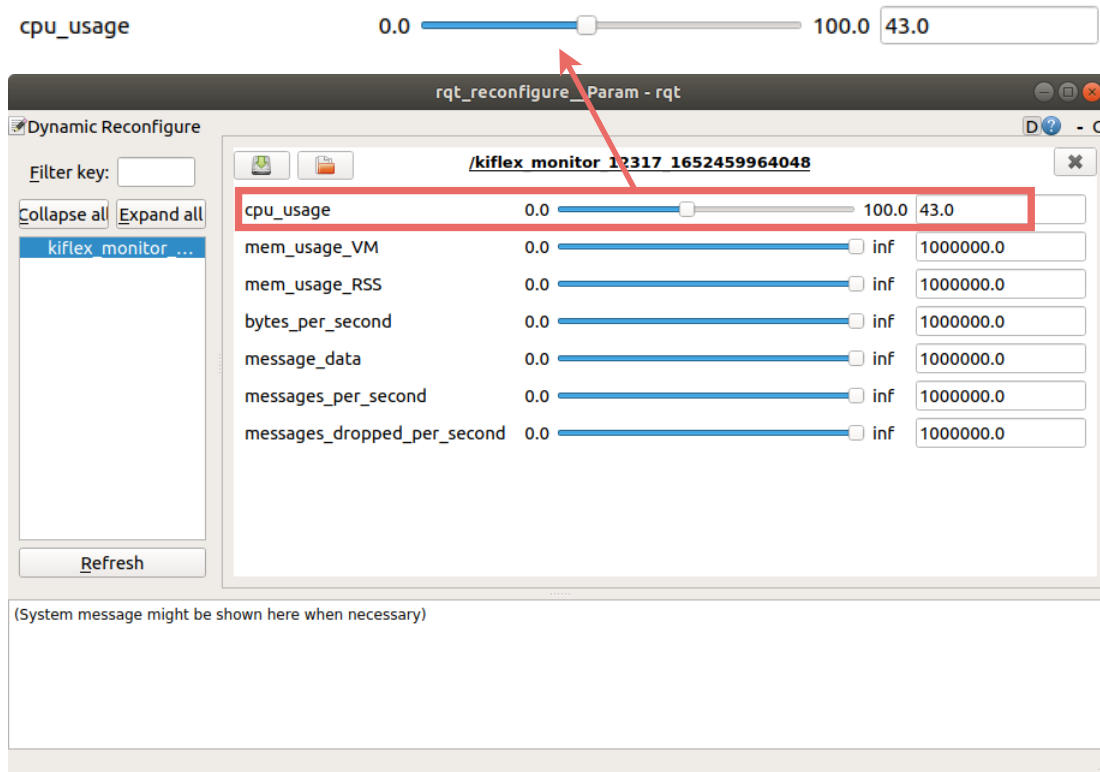 cpu_usage 0.0 100.0 43.0
rqt_reconfigure__Param - rqt
Dynamic Reconfigure D ? - O
Filter key: /kiflex_monitor_12317_1652459964048
Collapse all Expand all cpu_usage 0.0 100.0 43.0
kiflex_monitor_... mem_usage_VM 0.0 inf 1000000.0
mem_usage_RSS 0.0 inf 1000000.0
bytes_per_second 0.0 inf 1000000.0
message_data 0.0 inf 1000000.0
messages_per_second 0.0 inf 1000000.0
messages_dropped_per_second 0.0 inf 1000000.0
Refresh
(System message might be shown here when necessary)